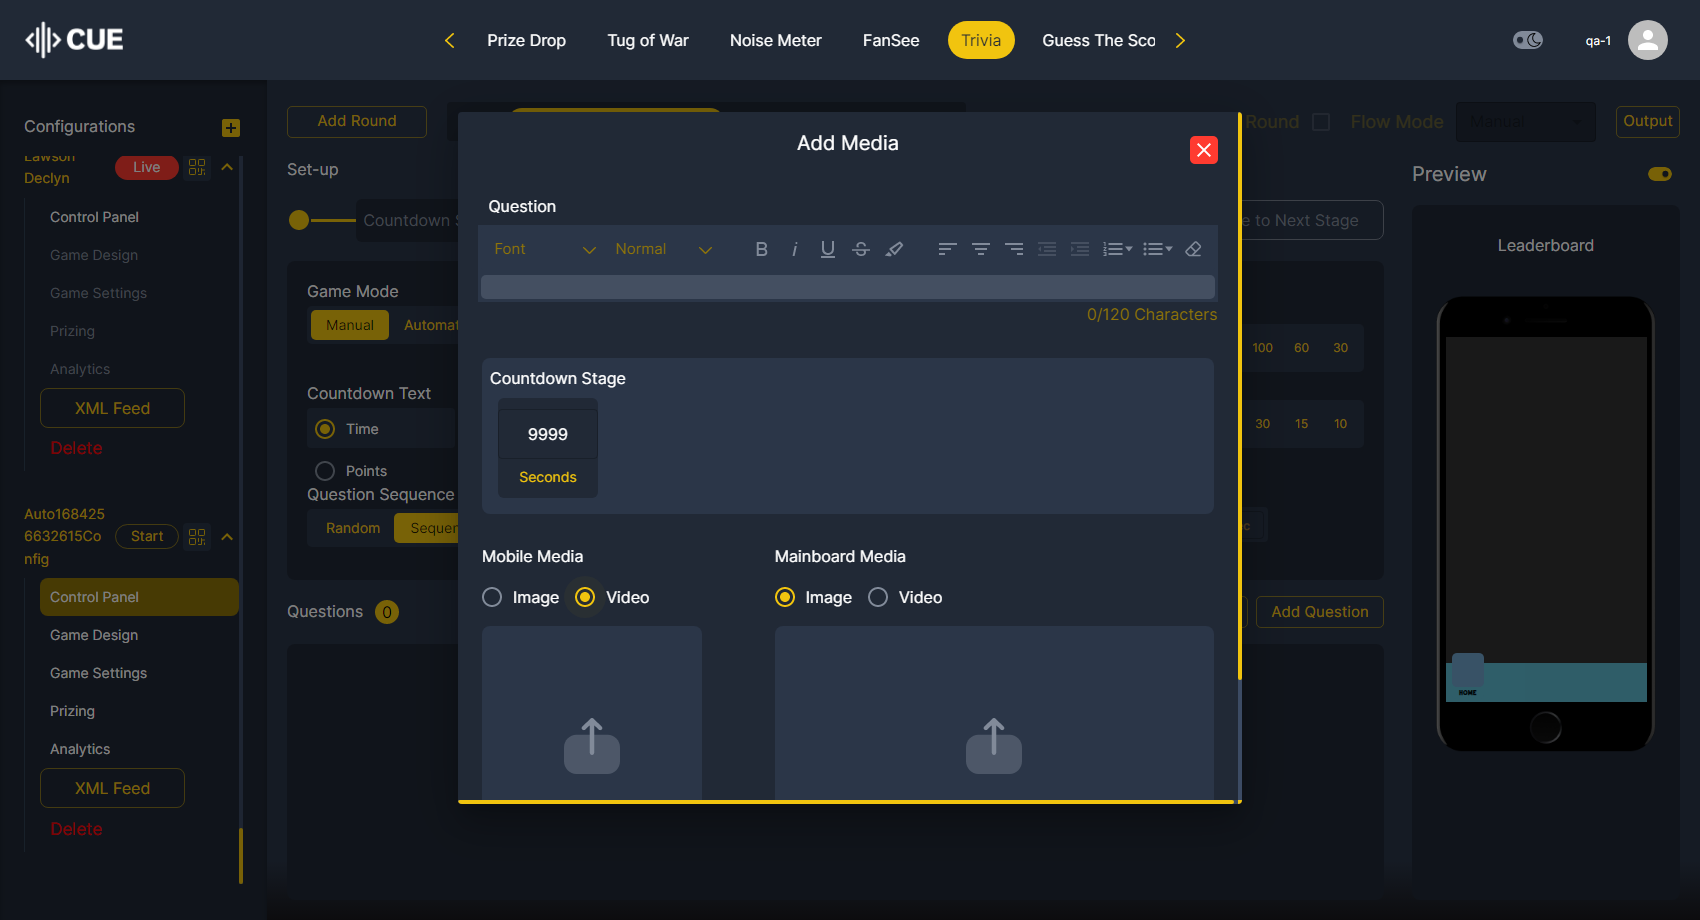 CUE
Prize Drop
Tug of War
Noise Meter
FanSee
Trivia
Guess The Sco
qa-1
Configurations
Lawson
Declyn
Live
Control Panel
Game Design
Game Settings
Prizing
Analytics
XML Feed
Delete
Auto168425
6632615Co
nfig
Start
Control Panel
Game Design
Game Settings
Prizing
Analytics
XML Feed
Delete
Add Round
Round
Flow Mode
Manual
Output
Set-up
Countdown S
e to Next Stage
Game Mode
Manual
Automat
Countdown Text
Time
Points
Question Sequence
Random
Sequen
100
60
30
30
15
10
c
Questions
0
Add Question
Add Media
Question
Font
Normal
B
i
U
S
0/120 Characters
Countdown Stage
9999
Seconds
Mobile Media
Image
Video
Mainboard Media
Image
Video
Preview
Leaderboard
HOME